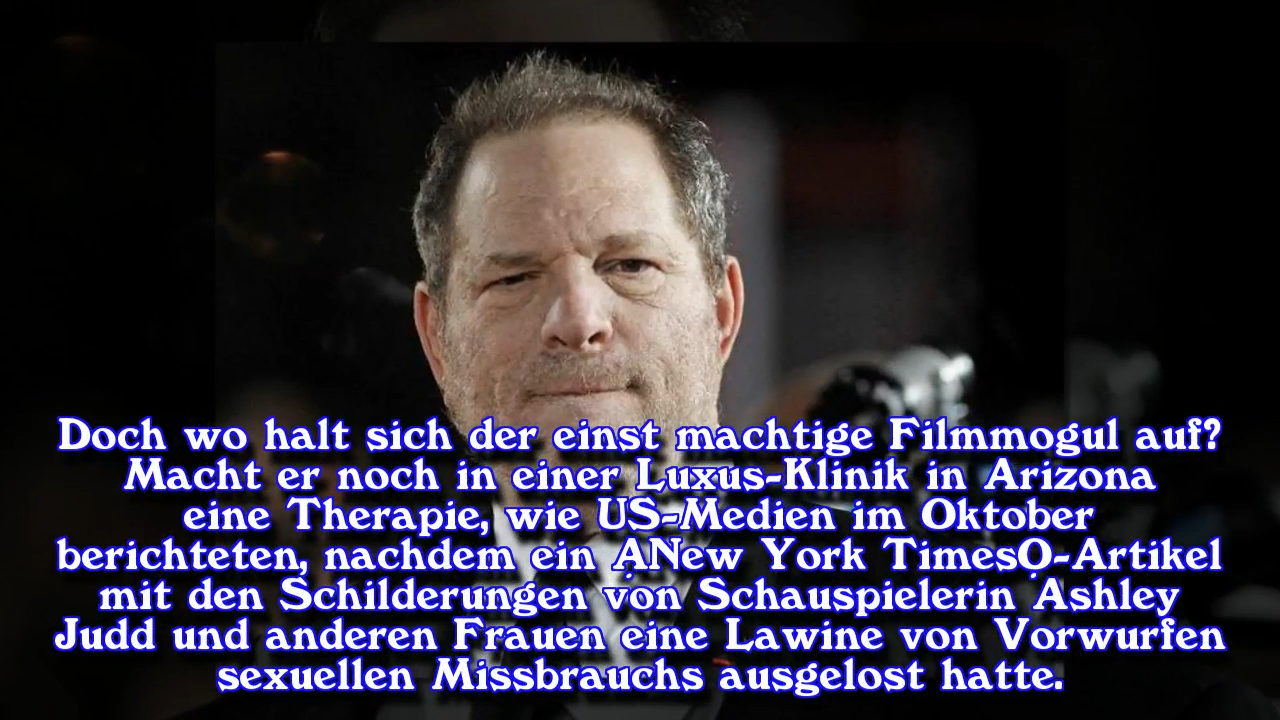 Doch wo halt sich der einst machtige Filmmogul auf?
Macht er noch in einer Luxus-Klinik in Arizona
eine Therapie, wie US-Medien im Oktober
berichteten, nachdem ein ANew York TimesO-Artikel
mit den Schilderungen von Schauspielerin Ashley
Judd und anderen Frauen eine Lawine von Vorwurfen
sexuellen Missbrauchs ausgelost hatte.